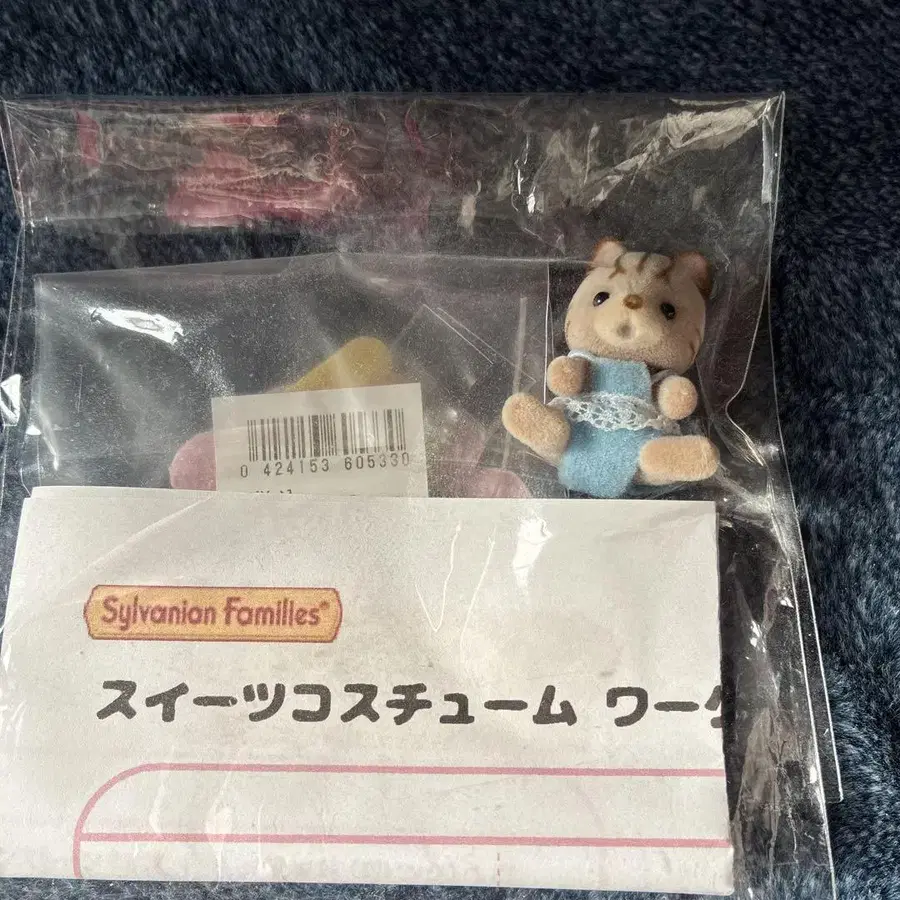 0 424153 605330
Sylvanian Families®
スイーツコスチューム ワー